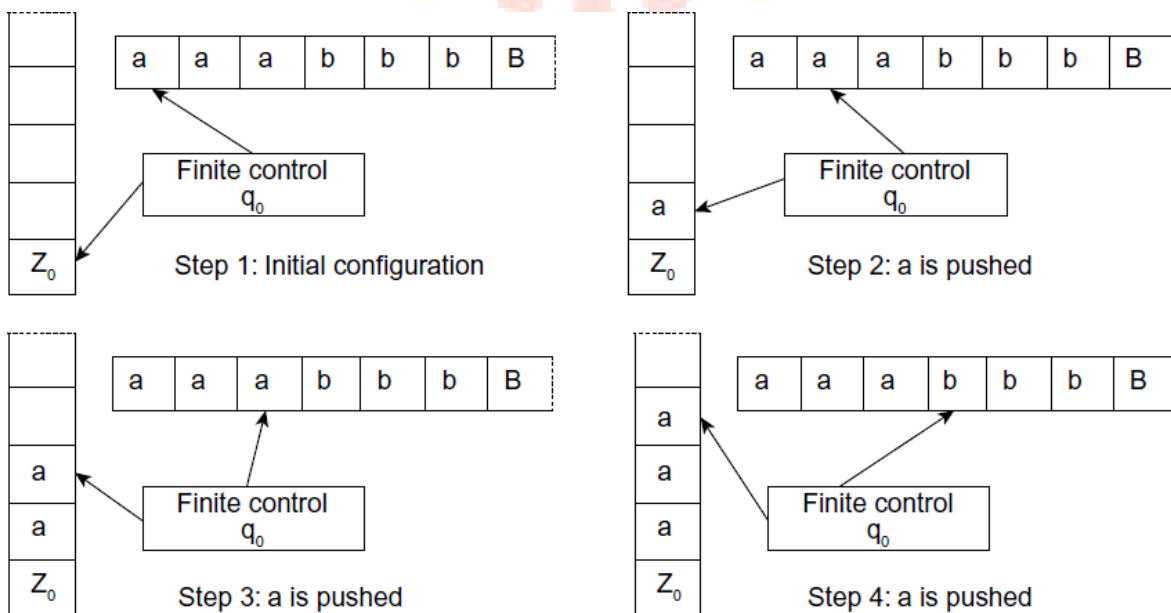 a a a b b b B
Finite control
q₀
Z₀
Step 1: Initial configuration
a a a b b b B
Finite control
q₀
a
Z₀
Step 2: a is pushed
a a a b b b B
a
Finite control
q₀
a
Z₀
Step 3: a is pushed
a a a b b b B
a
a
Finite control
q₀
a
Z₀
Step 4: a is pushed